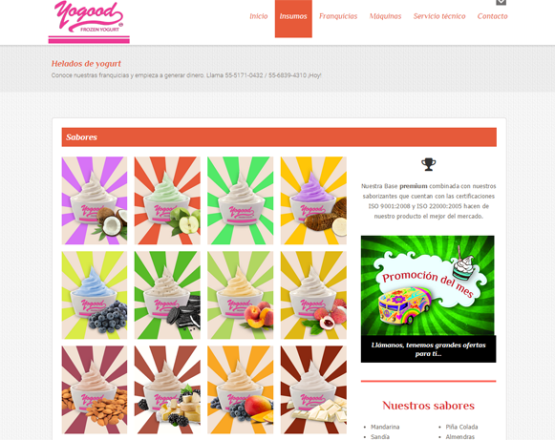 Yogood
FROZEN YOGURT
Inicio Insumos Franquicias Máquinas Servicio técnico Contacto
Helados de yogurt
Conoce nuestras franquicias y empieza a generar dinero. Llama 55-5171-0432 / 55-6839-4310 ¡Hoy!
Sabores
Nuestra Base premium combinada con nuestros
saborizantes que cuentan con las certificaciones
ISO 9001:2008 y ISO 22000:2005 hacen de
nuestro producto el mejor del mercado.
Promoción del mes
Llámanos, tenemos grandes ofertas
para ti...
Nuestros sabores
Mandarina
Sandía
Piña Colada
Almendras